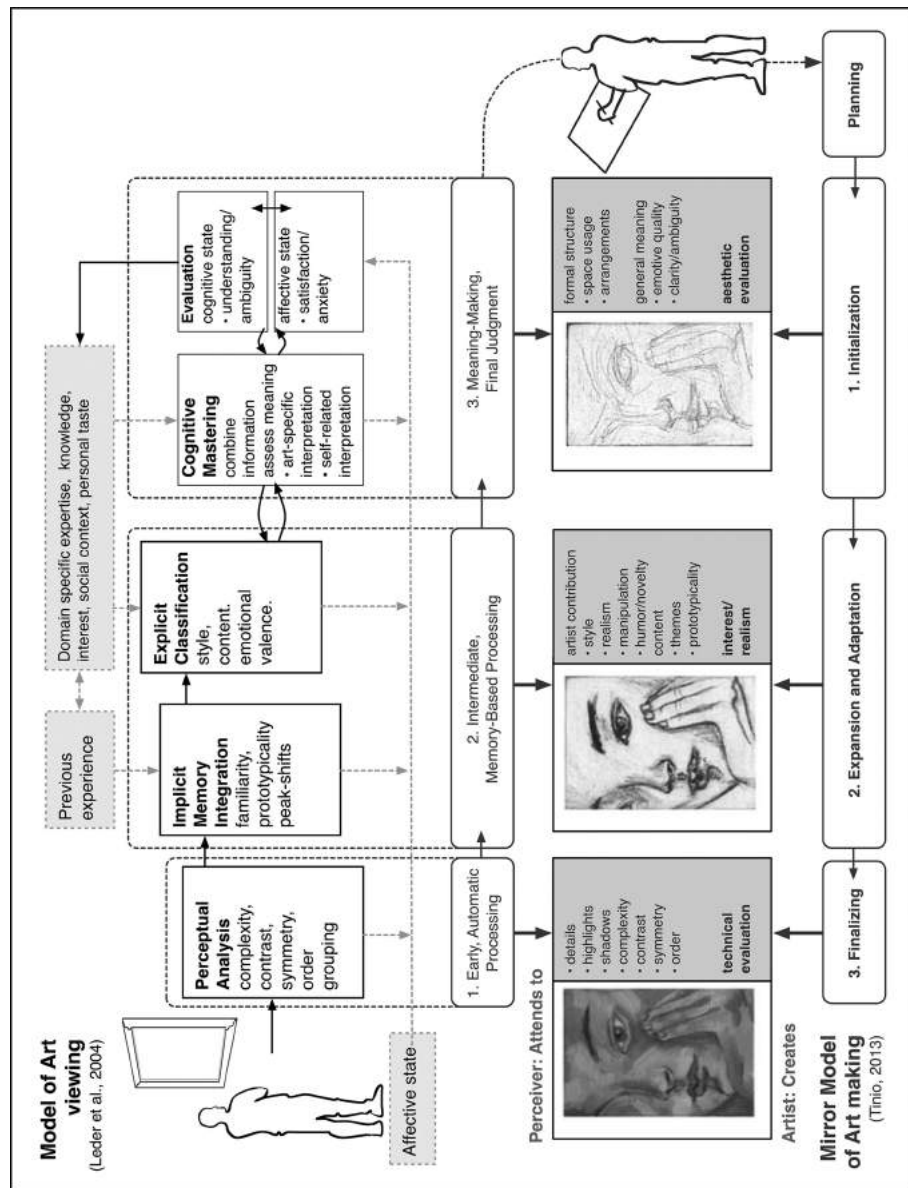 Model of Art
viewing
(Leder et al., 2004)
Previous
experience
Domain specific expertise, knowledge,
interest, social context, personal taste
Perceptual
Analysis
complexity,
contrast,
symmetry,
order
grouping
Implicit
Memory
Integration
familiarity,
prototypicality
peak-shifts
Explicit
Classification
style,
content.
emotional
valence.
Cognitive
Mastering
combine
information
assess meaning
• art-specific
interpretation
• self-related
interpretation
Evaluation
cognitive state
• understanding/
ambiguity
affective state
• satisfaction/
anxiety
Affective state
1. Early, Automatic
Processing
2. Intermediate,
Memory-Based Processing
3. Meaning-Making,
Final Judgment
Perceiver: Attends to
• details
• highlights
• shadows
• complexity
• contrast
• symmetry
• order
technical
evaluation
artist contribution
• style
• realism
• manipulation
• humor/novelty
content
• themes
• prototypicality
interest/
realism
formal structure
• space usage
• arrangements
general meaning
• emotive quality
• clarity/ambiguity
aesthetic
evaluation
Artist: Creates
Mirror Model
of Art making
(Tinio, 2013)
3. Finalizing
2. Expansion and Adaptation
1. Initialization
Planning